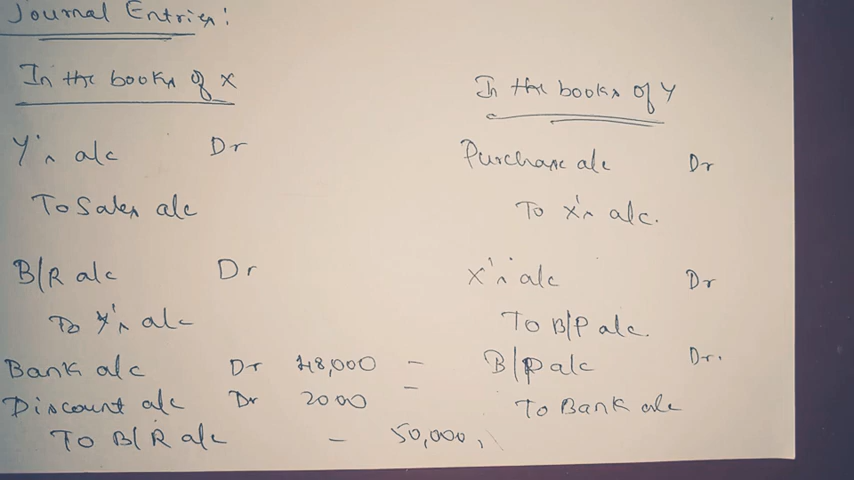 Journal Entries:
In the books of X
Y's a/c Dr
To Sales a/c
B/R a/c Dr
To Y's a/c
Bank a/c Dr 48,000 -
Discount a/c Dr 2000 -
To B/R a/c - 50,000,
In the books of Y
Purchase a/c Dr
To X's a/c.
X's a/c Dr
To B/P a/c.
B/P a/c Dr.
To Bank a/c